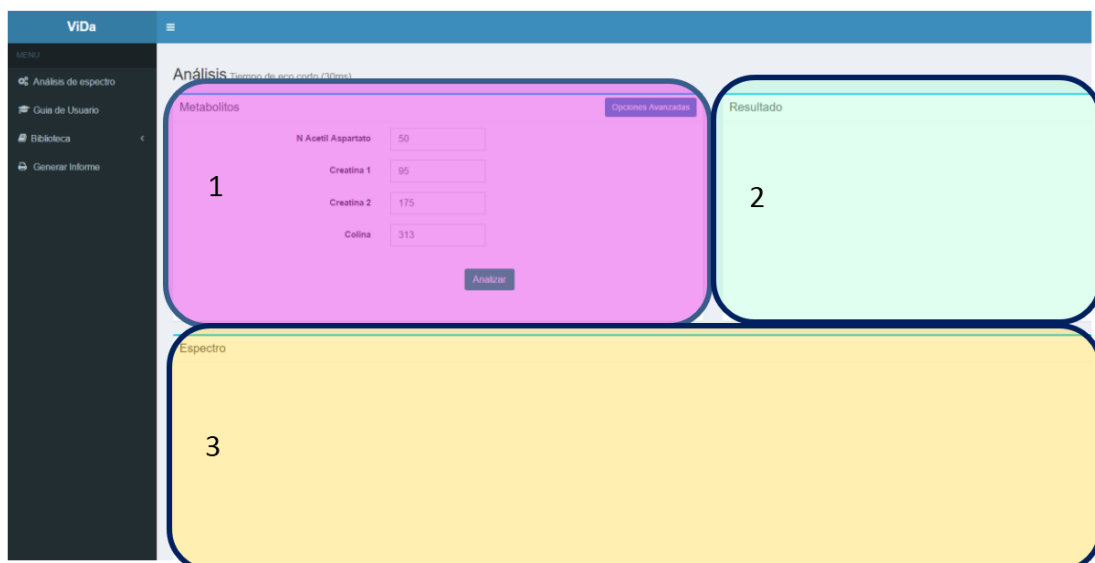 ViDa
MENU
Análisis de espectro
Guia de Usuario
Biblioteca
Generar Informe
Análisis Tiempo de eco corto (30ms)
Metabolitos
Opciones Avanzadas
N Acetil Aspartato 50
Creatina 1 95
Creatina 2 175
Colina 313
Analizar
1
Resultado
2
Espectro
3